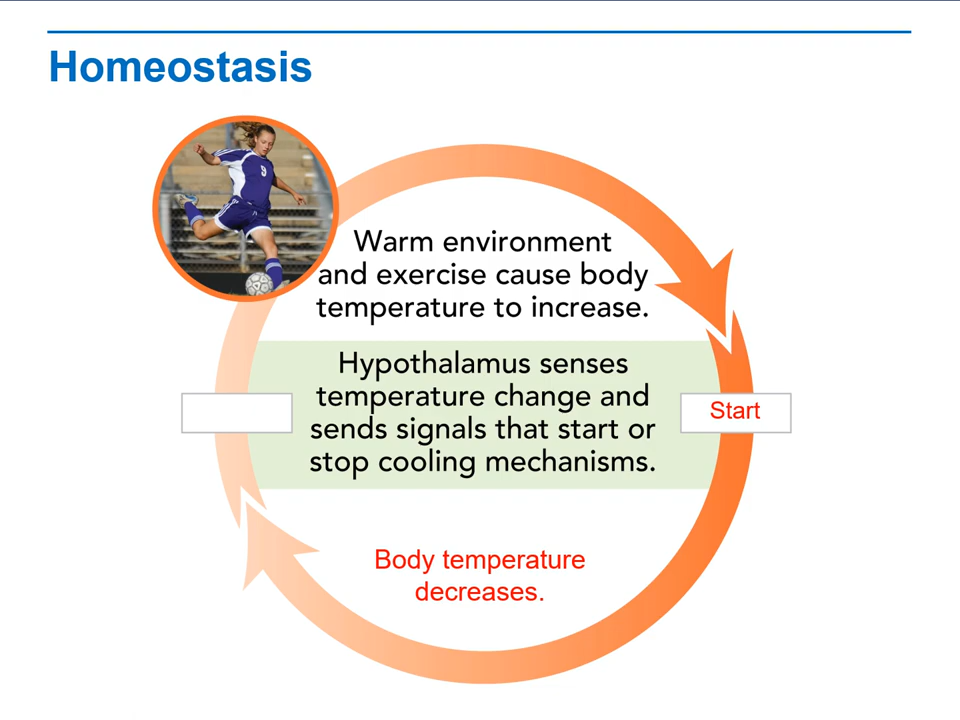 Homeostasis
9
Warm environment
and exercise cause body
temperature to increase.
Hypothalamus senses
temperature change and
sends signals that start or
stop cooling mechanisms.
Start
Body temperature
decreases.